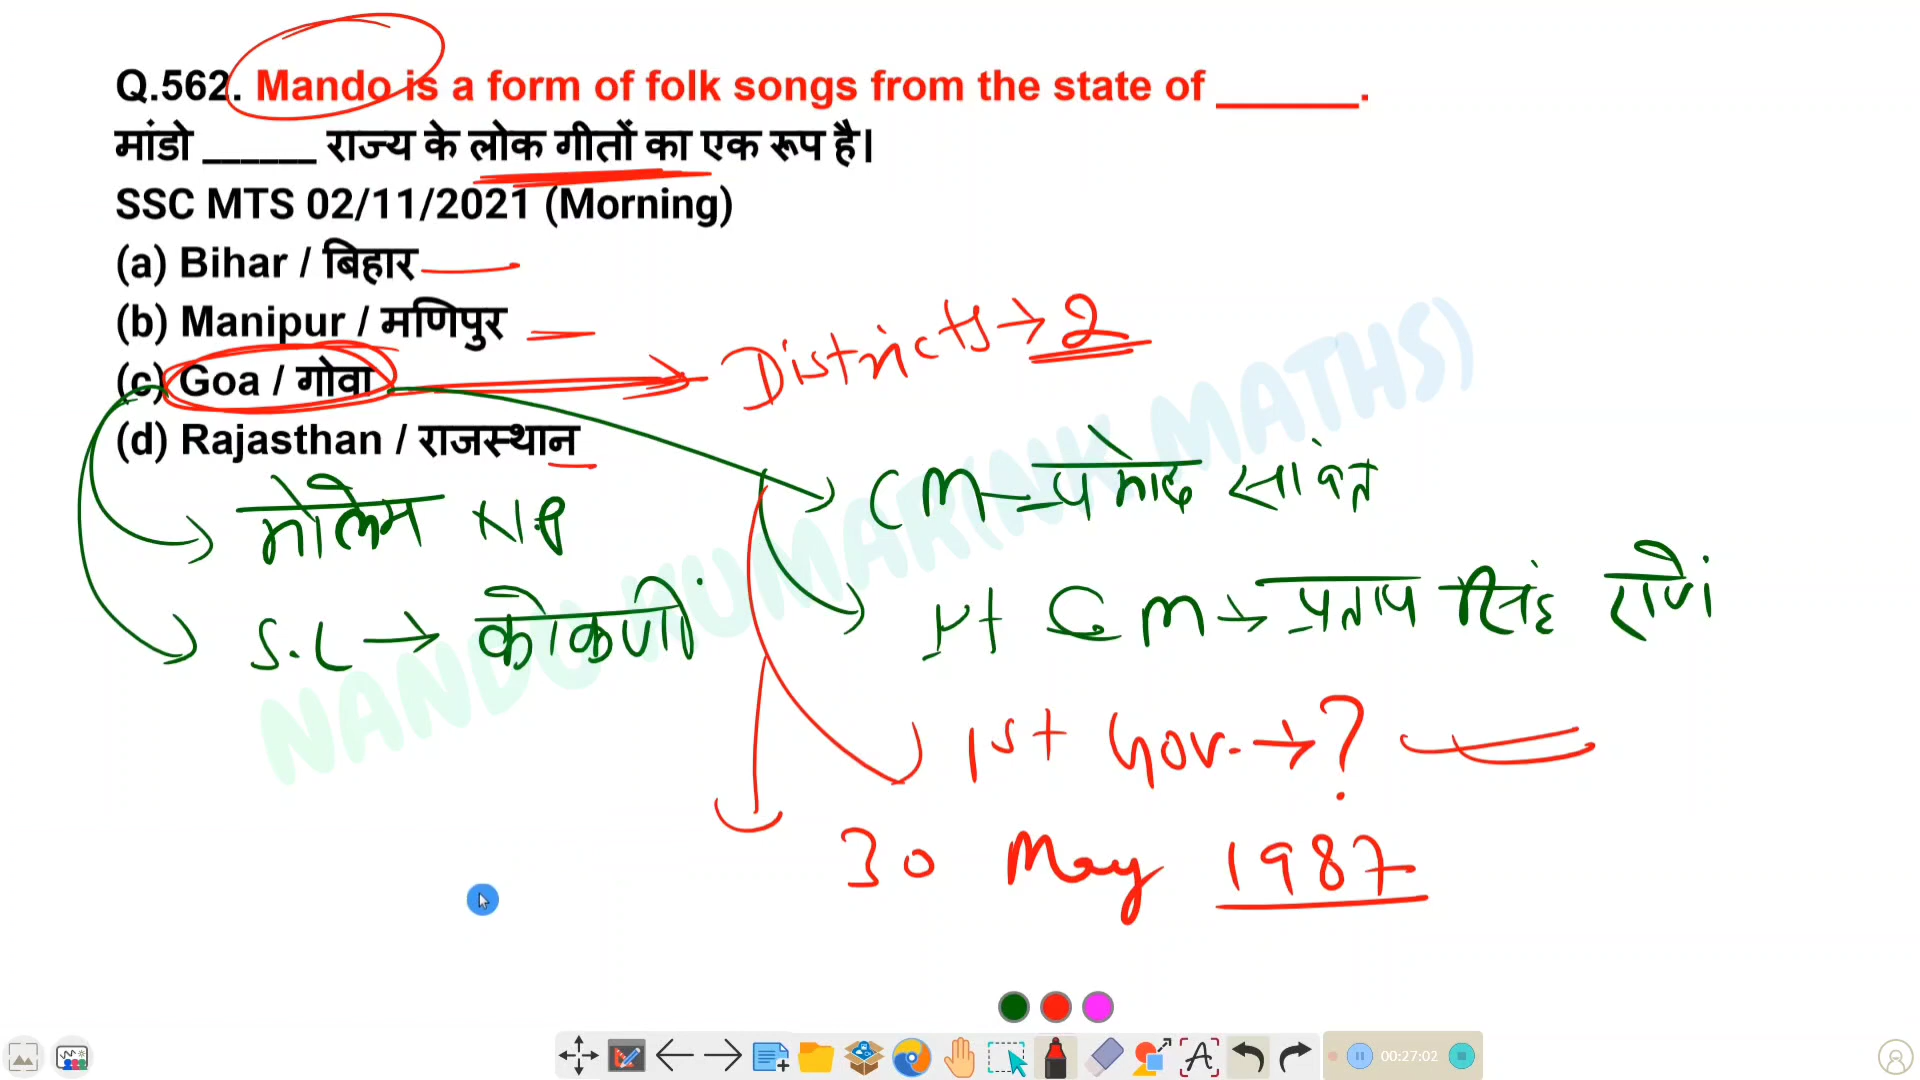 Q.562. Mando is a form of folk songs from the state of ______.
मांडो ______ राज्य के लोक गीतों का एक रूप है।
SSC MTS 02/11/2021 (Morning)
(a) Bihar / बिहार
(b) Manipur / मणिपुर
(c) Goa / गोवा
(d) Rajasthan / राजस्थान
Districts → 2
मोलेम N.P
CM – प्रमोद सावंत
S.L → कोंकणी
1st CM → प्रताप सिंह राणे
1st Gov. → ?
30 May 1987
NANDO KUMAR(NK MATHS)
00:27:02